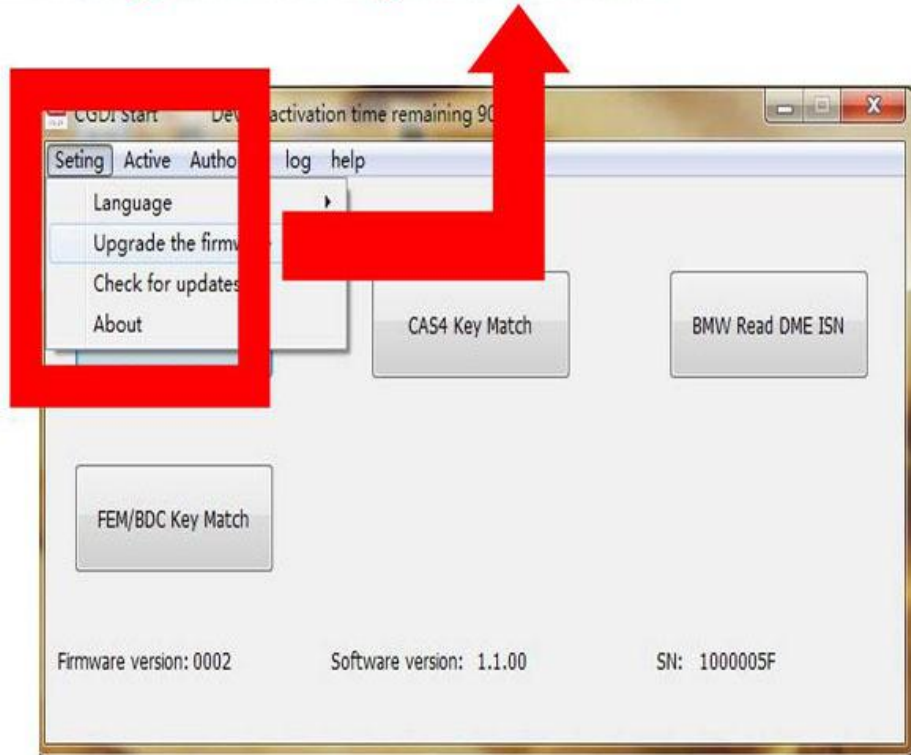 CGDI Start activation time remaining 90
Seting Active Autho log help
Language
Upgrade the firmw
Check for updates
About
CAS4 Key Match
BMW Read DME ISN
FEM/BDC Key Match
Firmware version: 0002 Software version: 1.1.00 SN: 1000005F